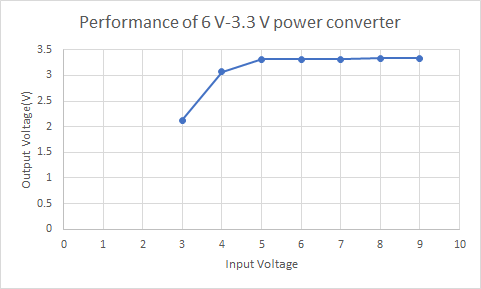 Performance of 6 V-3.3 V power converter
3.5
3
2.5
2
1.5
1
0.5
0
0 1 2 3 4 5 6 7 8 9 10
Output Voltage(V)
Input Voltage